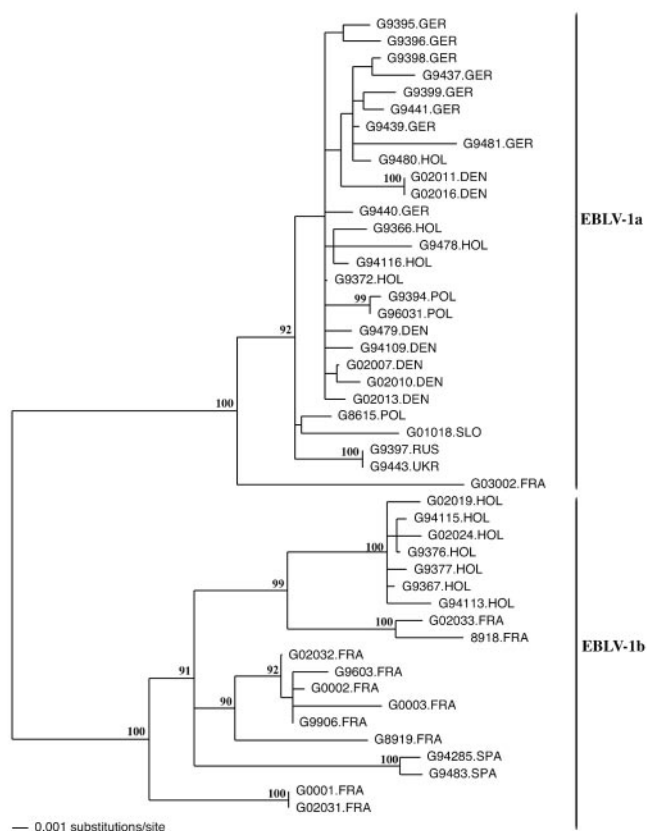 G9395.GER
G9396.GER
G9398.GER
G9437.GER
G9399.GER
G9441.GER
G9439.GER
G9481.GER
G9480.HOL
100
G02011.DEN
G02016.DEN
G9440.GER
EBLV-1a
G9366.HOL
G9478.HOL
G94116.HOL
G9372.HOL
99
G9394.POL
G96031.POL
92
G9479.DEN
G94109.DEN
G02007.DEN
G02010.DEN
G02013.DEN
100
G8615.POL
G01018.SLO
100
G9397.RUS
G9443.UKR
G03002.FRA
G02019.HOL
G94115.HOL
G02024.HOL
100
G9376.HOL
G9377.HOL
99
G9367.HOL
G94113.HOL
100
G02033.FRA
8918.FRA
EBLV-1b
G02032.FRA
91
92
G9603.FRA
G0002.FRA
90
G0003.FRA
G9906.FRA
100
G8919.FRA
100
G94285.SPA
G9483.SPA
100
G0001.FRA
G02031.FRA
0.001 substitutions/site